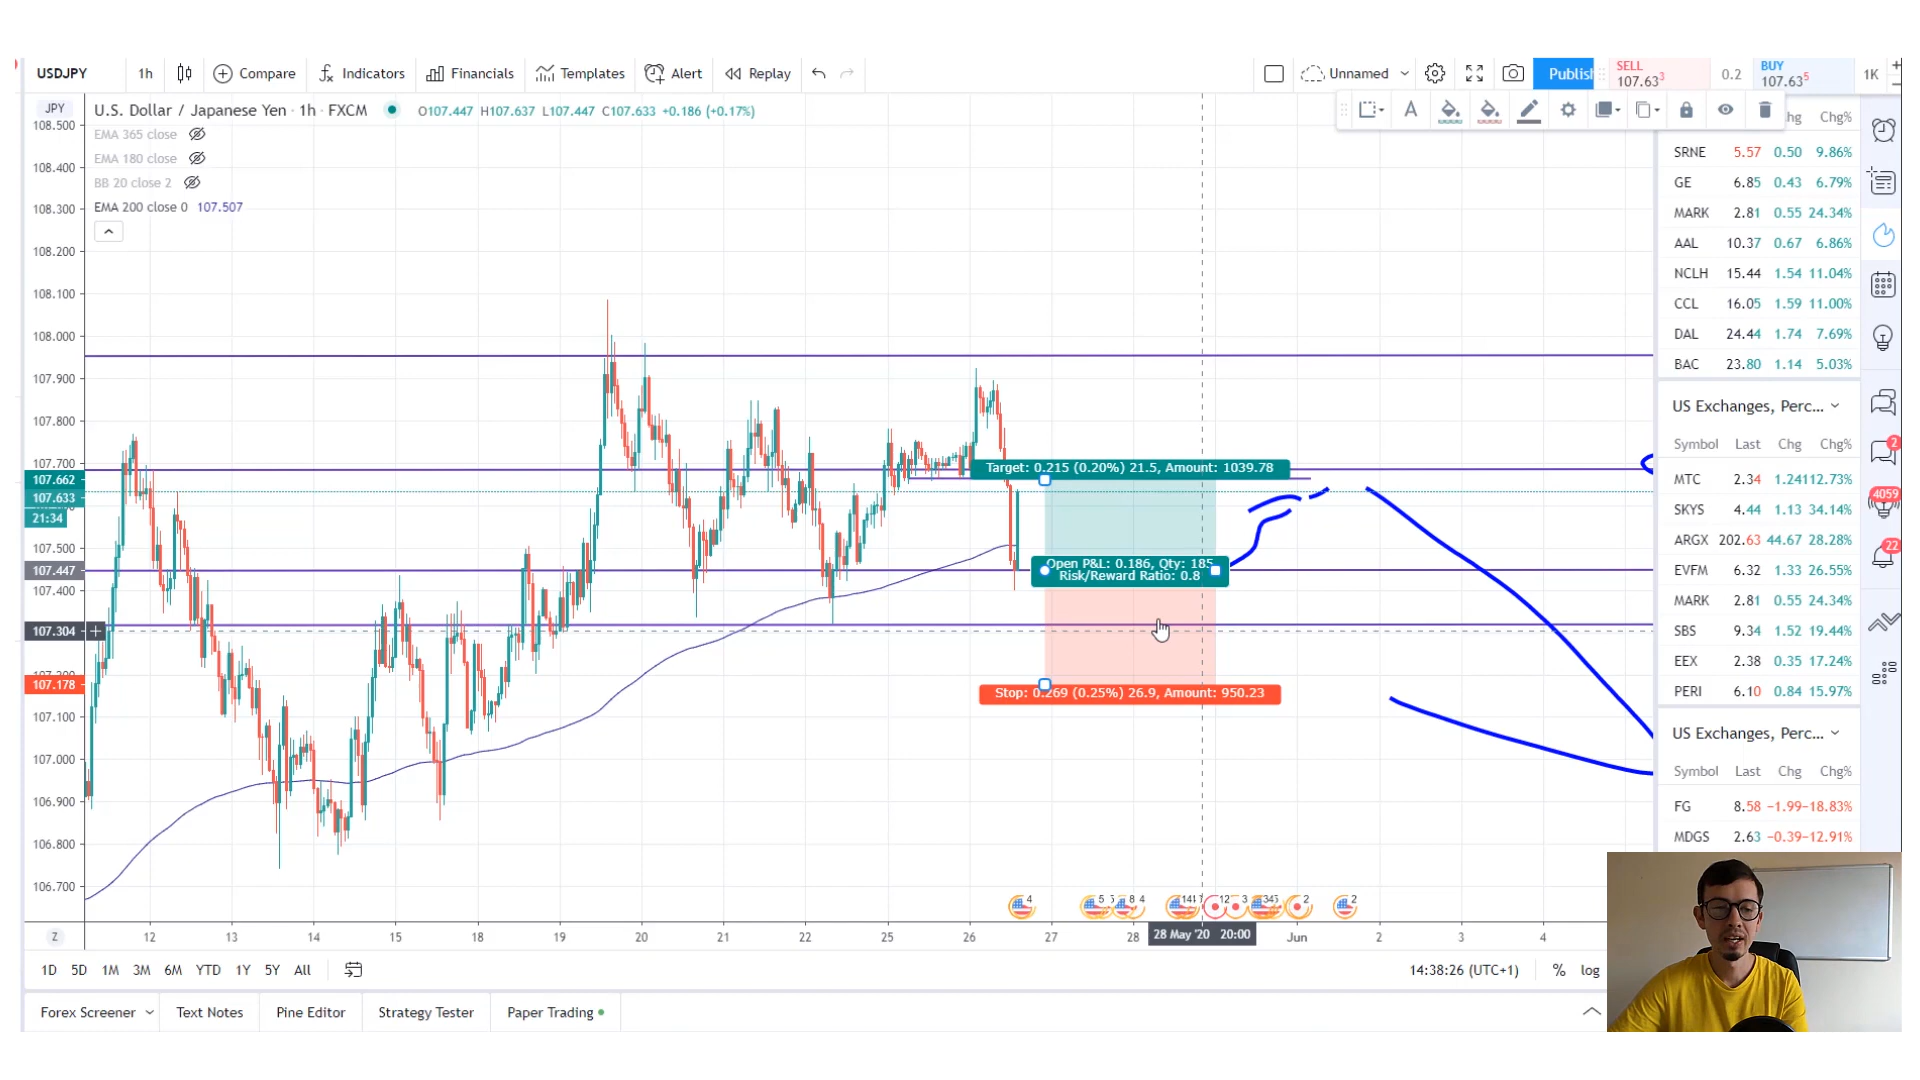 USDJPY 1h Compare Indicators Financials Templates Alert Replay Unnamed Publish SELL 107.633 0.2 BUY 107.635 1K
JPY U.S. Dollar / Japanese Yen · 1h · FXCM O107.447 H107.637 L107.447 C107.633 +0.186 (+0.17%)
EMA 365 close
EMA 180 close
BB 20 close 2
EMA 200 close 0 107.507
108.500
108.400
108.300
108.200
108.100
108.000
107.900
107.800
107.700
107.662
107.633
21:34
107.500
107.447
107.400
107.304
107.178
107.100
107.000
106.900
106.800
106.700
Target: 0.215 (0.20%) 21.5, Amount: 1039.78
Open P&L: 0.186, Qty: 185
Risk/Reward Ratio: 0.8
Stop: 0.269 (0.25%) 26.9, Amount: 950.23
Z 12 13 14 15 18 19 20 21 22 25 26 27 28 28 May '20 20:00 Jun 2 3 4
1D 5D 1M 3M 6M YTD 1Y 5Y All 14:38:26 (UTC+1) % log
Forex Screener Text Notes Pine Editor Strategy Tester Paper Trading
hg Chg%
SRNE 5.57 0.50 9.86%
GE 6.85 0.43 6.79%
MARK 2.81 0.55 24.34%
AAL 10.37 0.67 6.86%
NCLH 15.44 1.54 11.04%
CCL 16.05 1.59 11.00%
DAL 24.44 1.74 7.69%
BAC 23.80 1.14 5.03%
US Exchanges, Perc...
Symbol Last Chg Chg%
MTC 2.34 1.24112.73%
SKYS 4.44 1.13 34.14%
ARGX 202.63 44.67 28.28%
EVFM 6.32 1.33 26.55%
MARK 2.81 0.55 24.34%
SBS 9.34 1.52 19.44%
EEX 2.38 0.35 17.24%
PERI 6.10 0.84 15.97%
US Exchanges, Perc...
Symbol Last Chg Chg%
FG 8.58 −1.99−18.83%
MDGS 2.63 −0.39−12.91%
2
4059
22